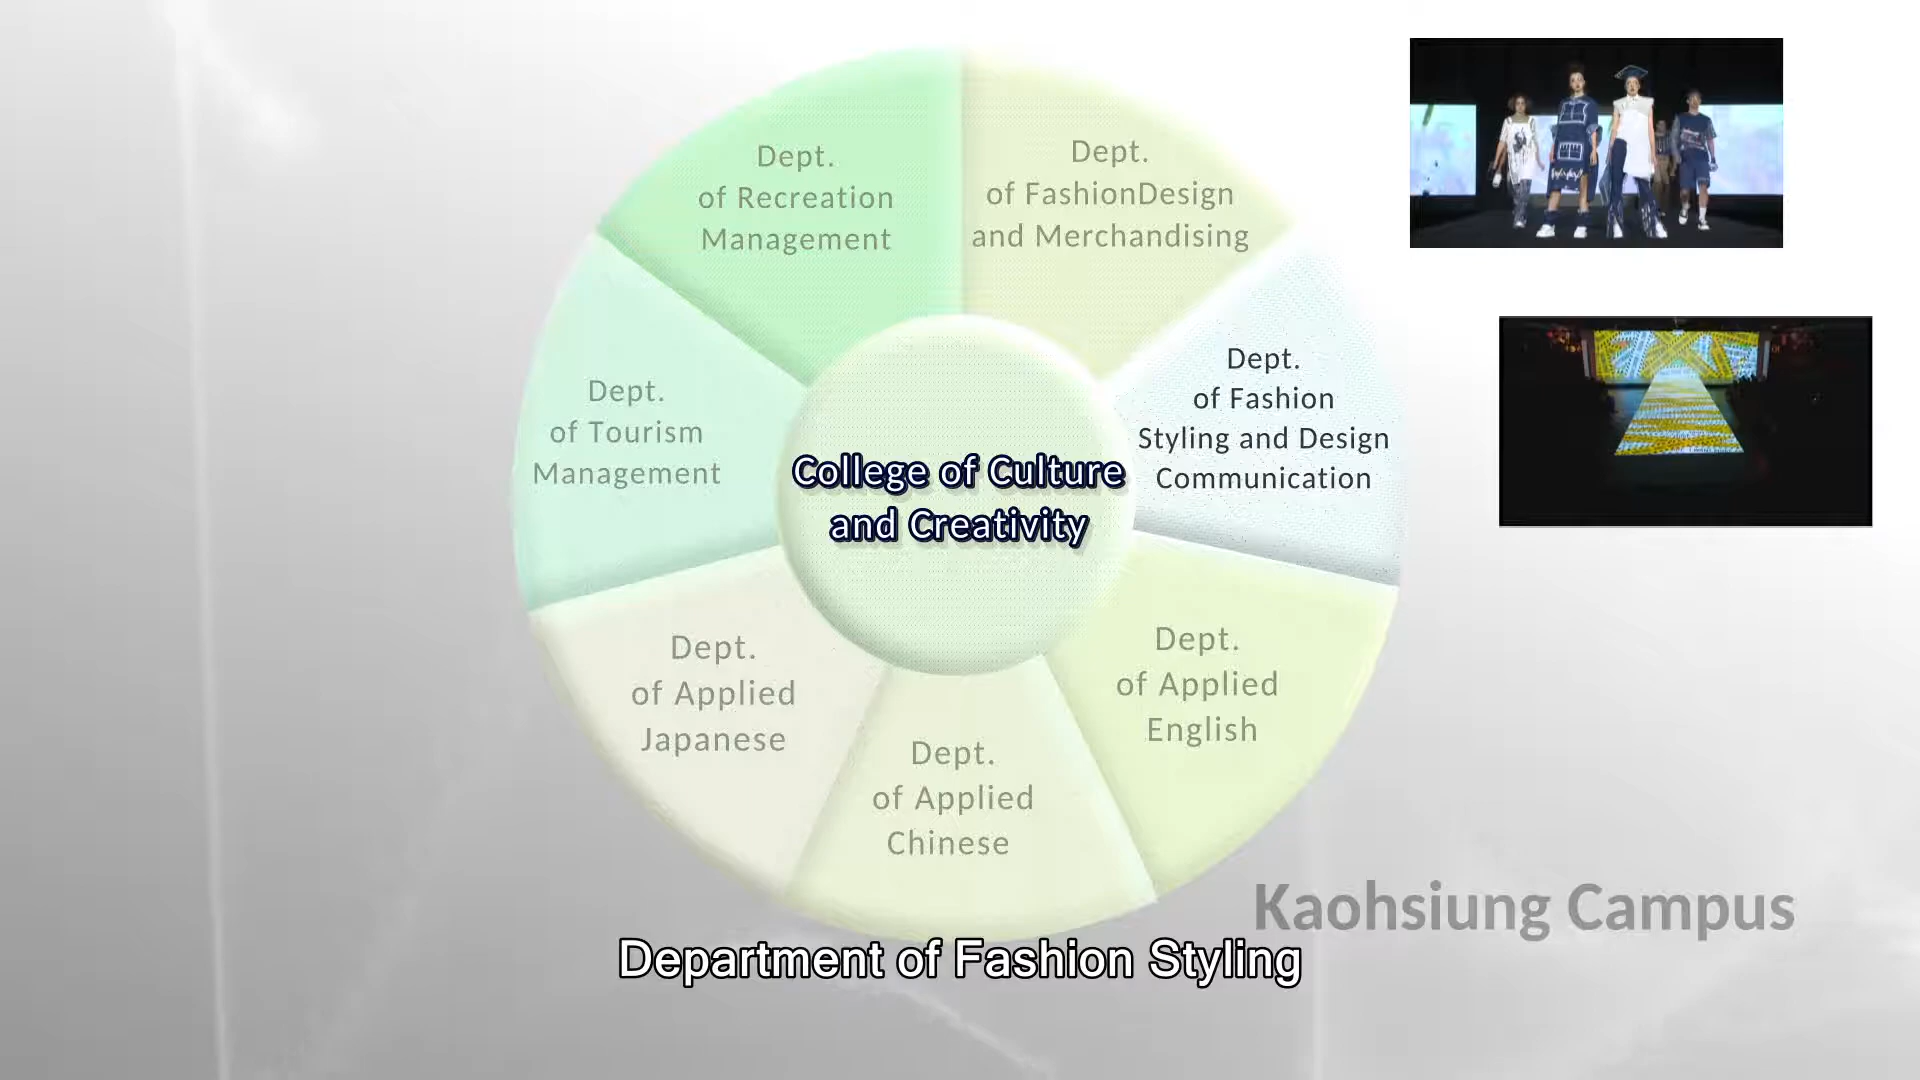 Dept.
of Recreation
Management
Dept.
of FashionDesign
and Merchandising
Dept.
of Fashion
Styling and Design
Communication
Dept.
of Tourism
Management
College of Culture
and Creativity
Dept.
of Applied
Japanese
Dept.
of Applied
English
Dept.
of Applied
Chinese
Kaohsiung Campus
Department of Fashion Styling